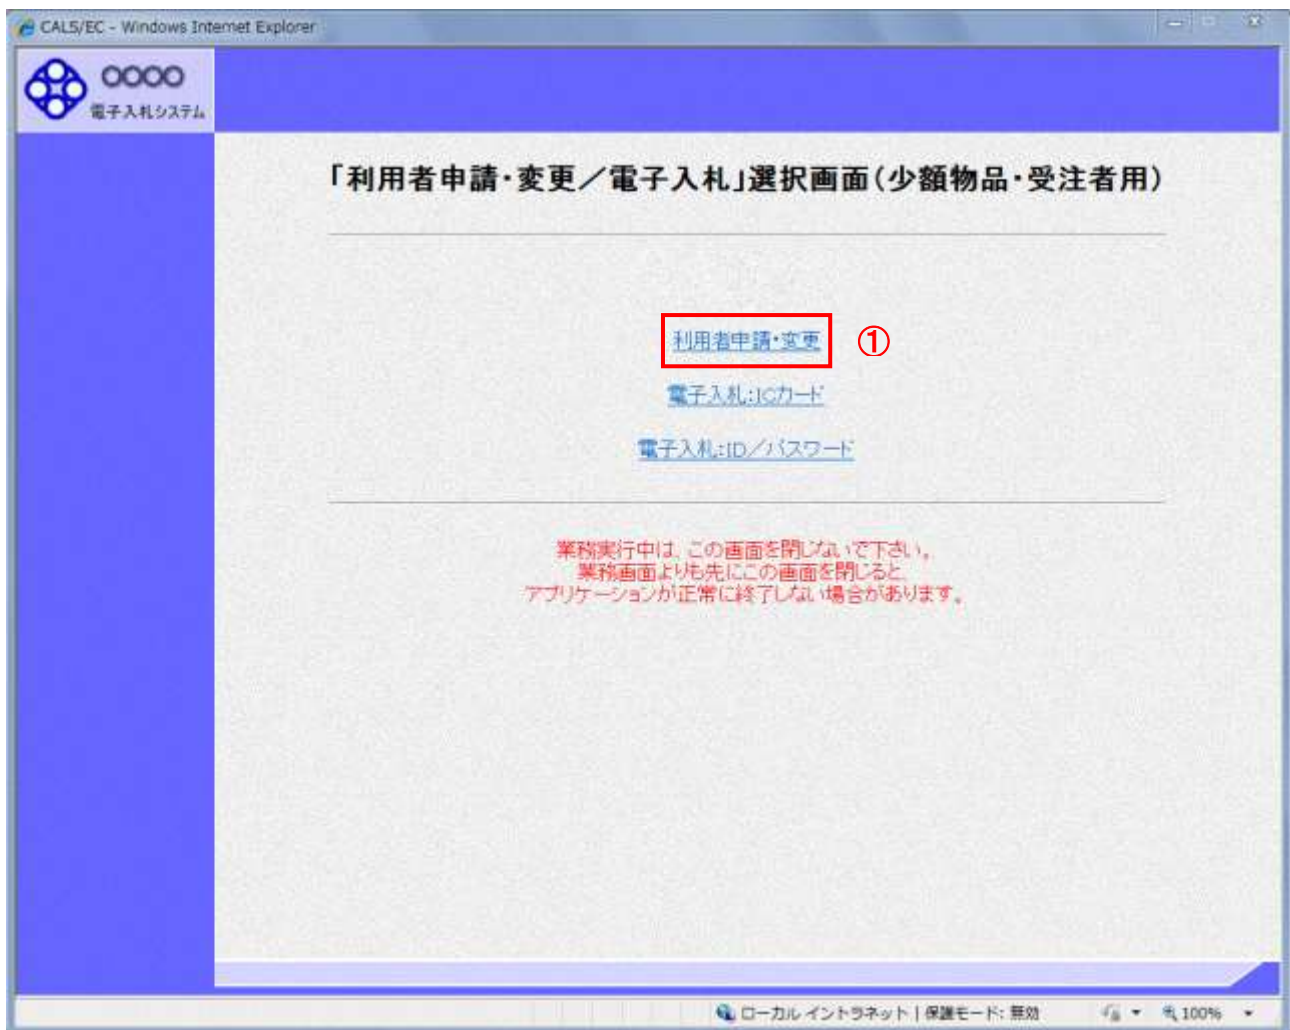 CALS/EC - Windows Internet Explorer
○○○○
電子入札システム
「利用者申請・変更／電子入札」選択画面（少額物品・受注者用）
利用者申請・変更 ①
電子入札：ICカード
電子入札：ID／パスワード
業務実行中は、この画面を閉じないで下さい。
業務画面よりも先にこの画面を閉じると、
アプリケーションが正常に終了しない場合があります。
ローカル イントラネット | 保護モード: 無効
100%